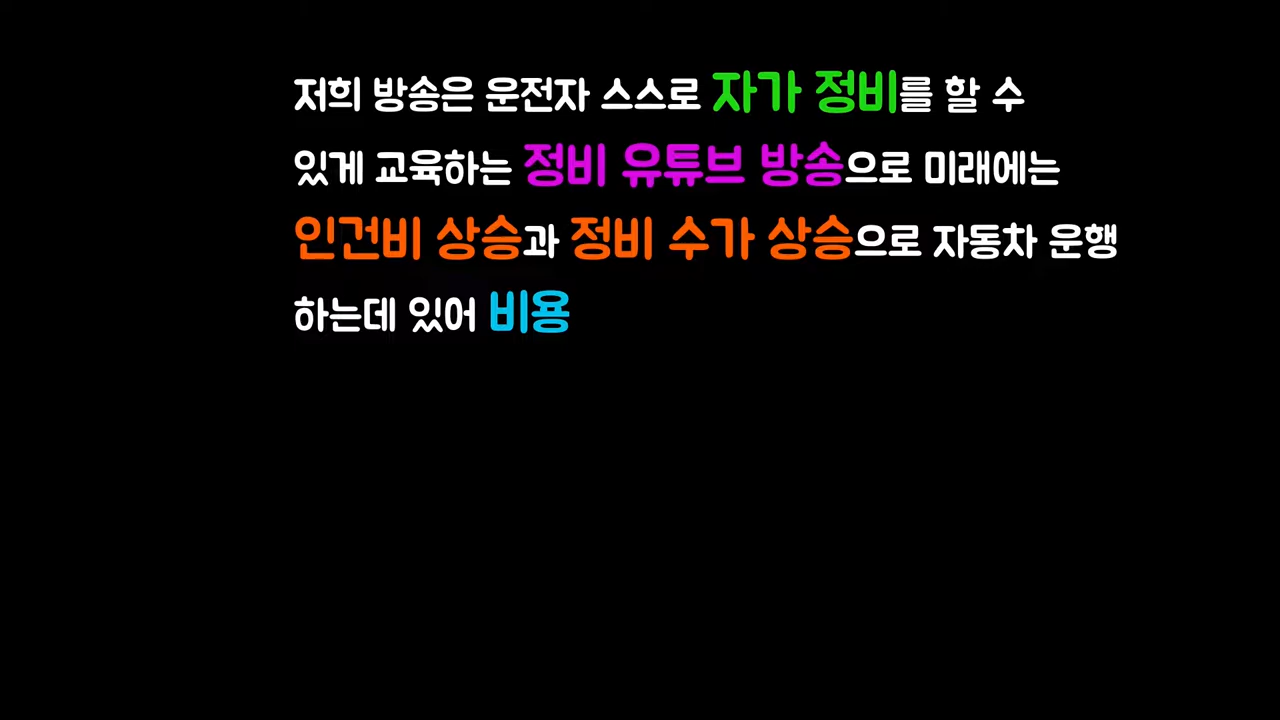 저희 방송은 운전자 스스로 자가 정비를 할 수
있게 교육하는 정비 유튜브 방송으로 미래에는
인건비 상승과 정비 수가 상승으로 자동차 운행
하는데 있어 비용